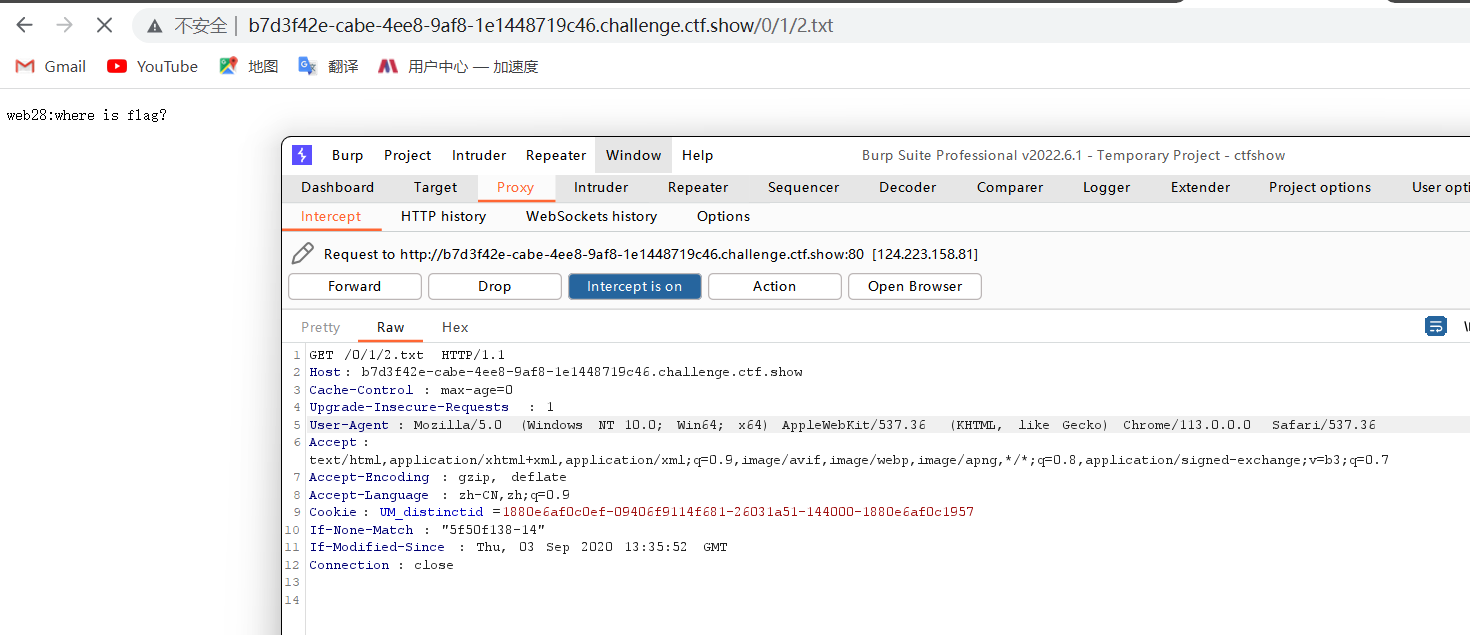 不安全 | b7d3f42e-cabe-4ee8-9af8-1e1448719c46.challenge.ctf.show/0/1/2.txt
Gmail YouTube 地图 翻译 用户中心 — 加速度
web28:where is flag?
Burp Project Intruder Repeater Window Help Burp Suite Professional v2022.6.1 - Temporary Project - ctfshow
Dashboard Target Proxy Intruder Repeater Sequencer Decoder Comparer Logger Extender Project options User opti
Intercept HTTP history WebSockets history Options
Request to http://b7d3f42e-cabe-4ee8-9af8-1e1448719c46.challenge.ctf.show:80 [124.223.158.81]
Forward Drop Intercept is on Action Open Browser
Pretty Raw Hex
1 GET /0/1/2.txt HTTP/1.1
2 Host : b7d3f42e-cabe-4ee8-9af8-1e1448719c46.challenge.ctf.show
3 Cache-Control : max-age=0
4 Upgrade-Insecure-Requests : 1
5 User-Agent : Mozilla/5.0 (Windows NT 10.0; Win64; x64) AppleWebKit/537.36 (KHTML, like Gecko) Chrome/113.0.0.0 Safari/537.36
6 Accept :
text/html,application/xhtml+xml,application/xml;q=0.9,image/avif,image/webp,image/apng,*/*;q=0.8,application/signed-exchange;v=b3;q=0.7
7 Accept-Encoding : gzip, deflate
8 Accept-Language : zh-CN,zh;q=0.9
9 Cookie : UM_distinctid =1880e6af0c0ef-09406f9114f681-26031a51-144000-1880e6af0c1957
10 If-None-Match : "5f50f138-14"
11 If-Modified-Since : Thu, 03 Sep 2020 13:35:52 GMT
12 Connection : close
13
14